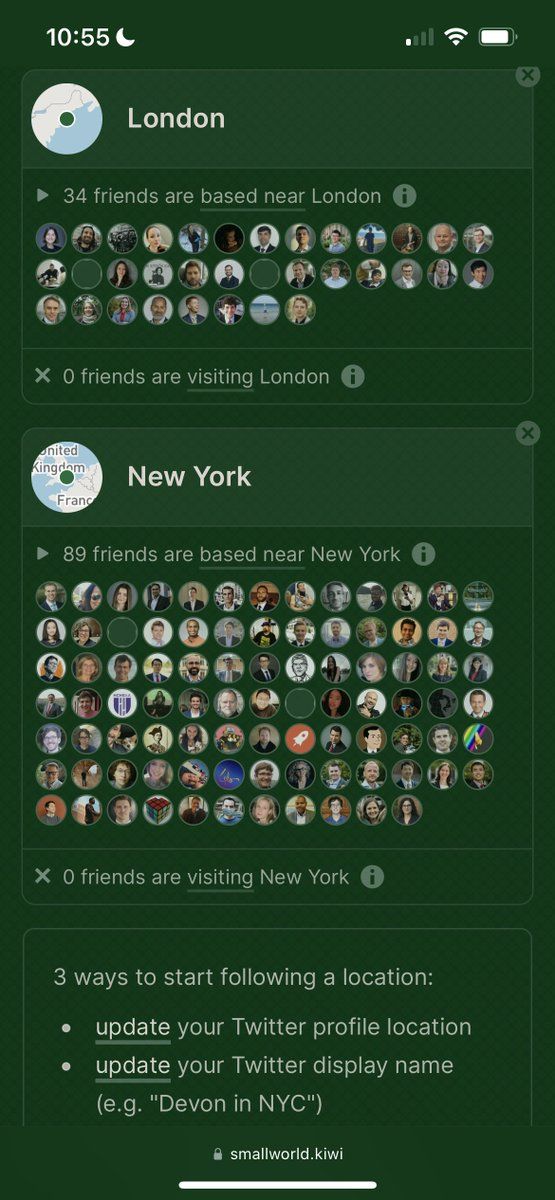 10:55
London
34 friends are based near London
0 friends are visiting London
United
Kingdom
France
New York
89 friends are based near New York
0 friends are visiting New York
3 ways to start following a location:
update your Twitter profile location
update your Twitter display name
(e.g. "Devon in NYC")
smallworld.kiwi